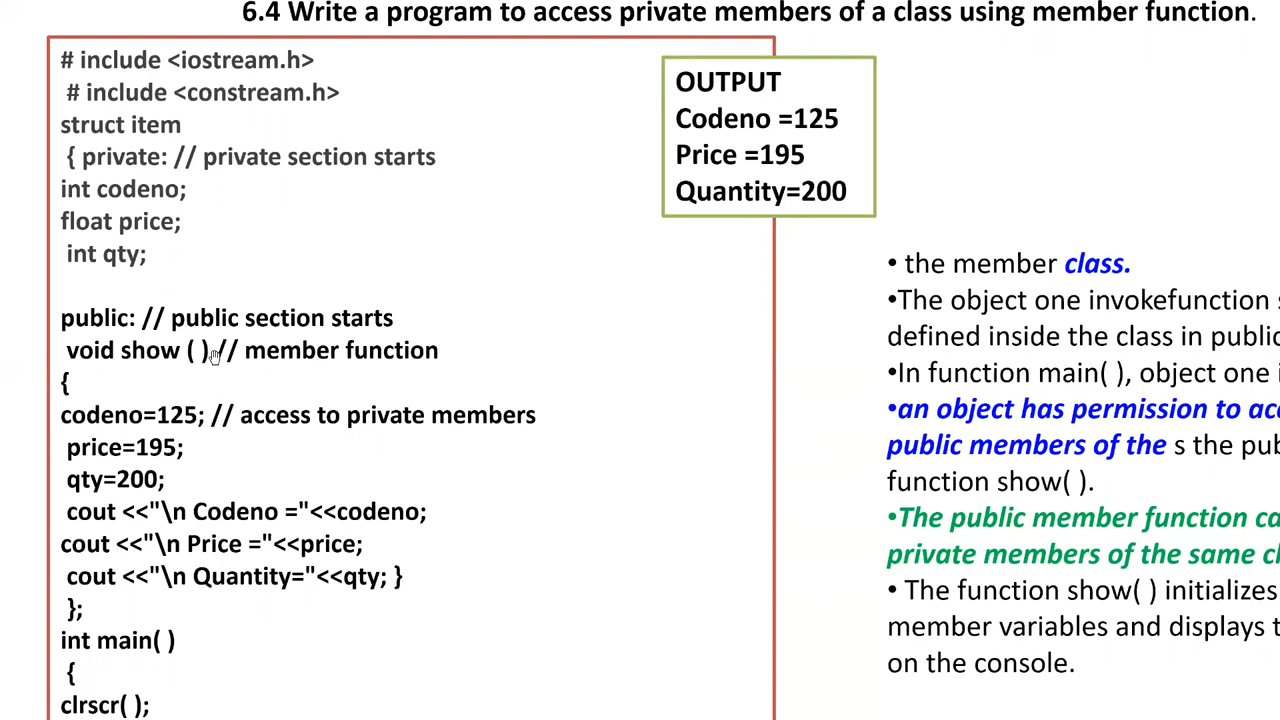 6.4 Write a program to access private members of a class using member function.
# include <iostream.h>
# include <constream.h>
struct item
{ private: // private section starts
int codeno;
float price;
int qty;
public: // public section starts
void show ( ) // member function
{
codeno=125; // access to private members
price=195;
qty=200;
cout <<"\n Codeno ="<<codeno;
cout <<"\n Price ="<<price;
cout <<"\n Quantity="<<qty; }
};
int main( )
{
clrscr( );
OUTPUT
Codeno =125
Price =195
Quantity=200
• the member class.
•The object one invokefunction
defined inside the class in public
•In function main( ), object one
•an object has permission to
public members of the s the
function show( ).
•The public member function
private members of the same
• The function show( ) initializes
member variables and displays
on the console.